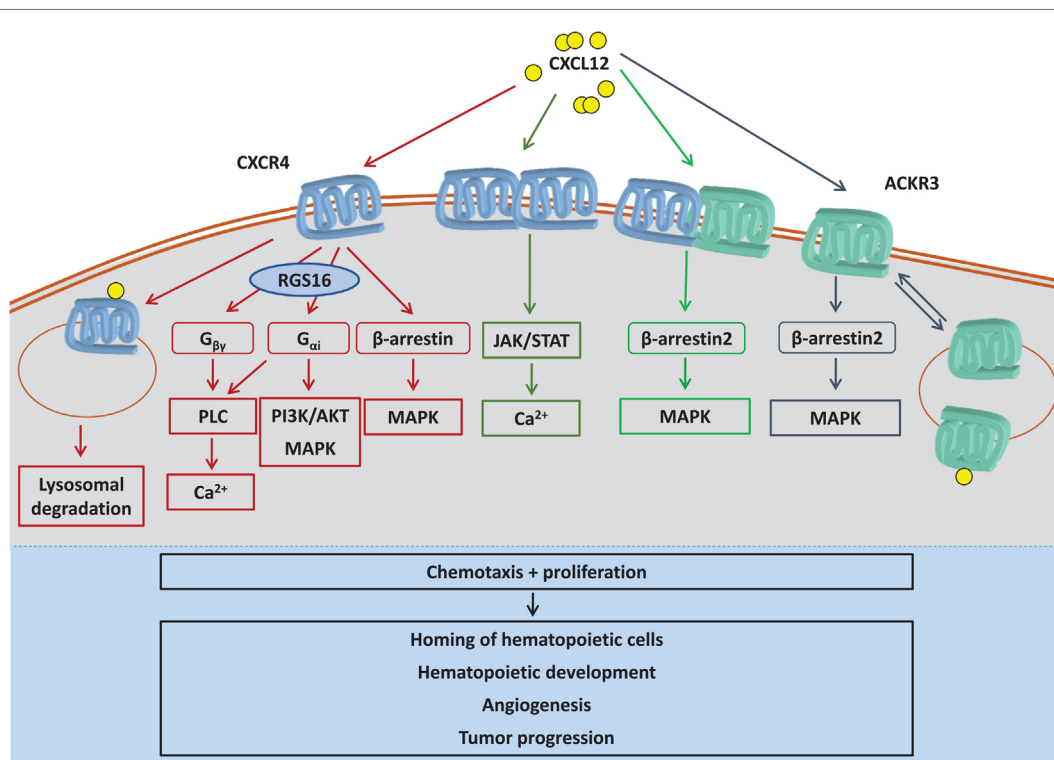 CXCL12
CXCR4
ACKR3
RGS16
Gβγ
Gαi
β-arrestin
JAK/STAT
β-arrestin2
β-arrestin2
PLC
PI3K/AKT
MAPK
MAPK
Ca²⁺
MAPK
MAPK
Lysosomal
degradation
Ca²⁺
Chemotaxis + proliferation
Homing of hematopoietic cells
Hematopoietic development
Angiogenesis
Tumor progression